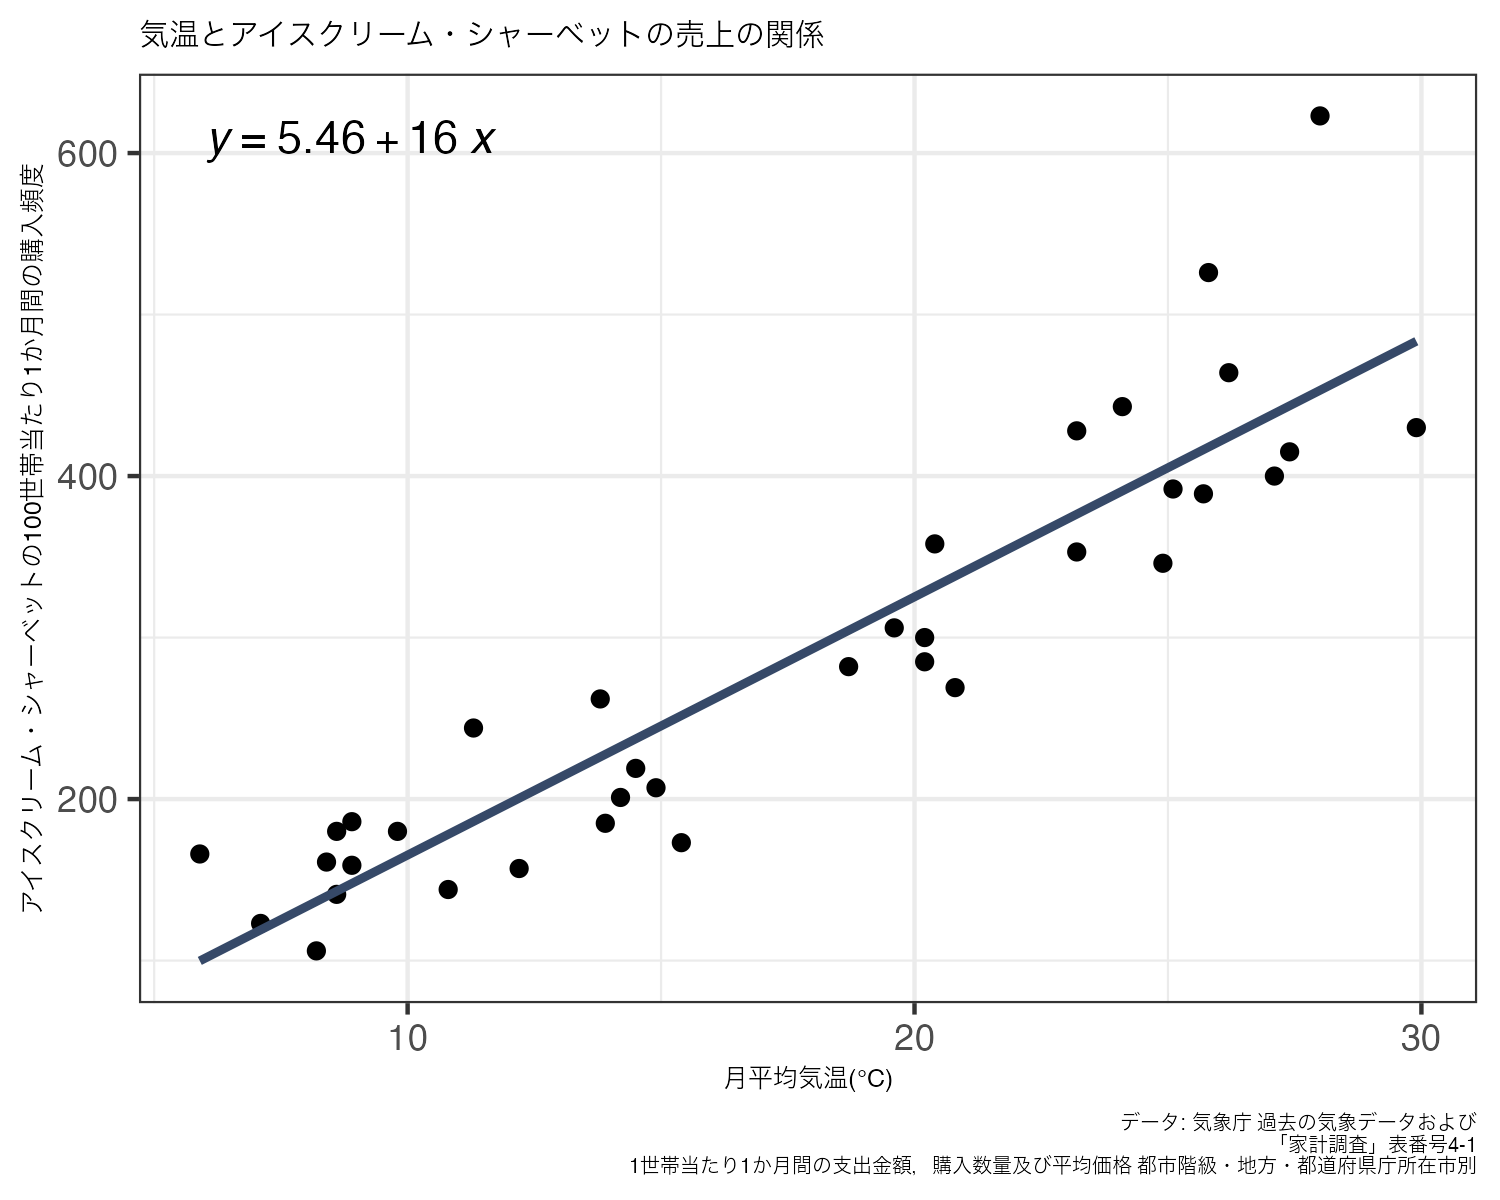 気温とアイスクリーム・シャーベットの売上の関係
y = 5.46 + 16 x
アイスクリーム・シャーベットの100世帯当たり1か月間の購入頻度
600
400
200
10
20
30
月平均気温(°C)
データ: 気象庁 過去の気象データおよび
「家計調査」表番号4-1
1世帯当たり1か月間の支出金額，購入数量及び平均価格 都市階級・地方・都道府県庁所在市別